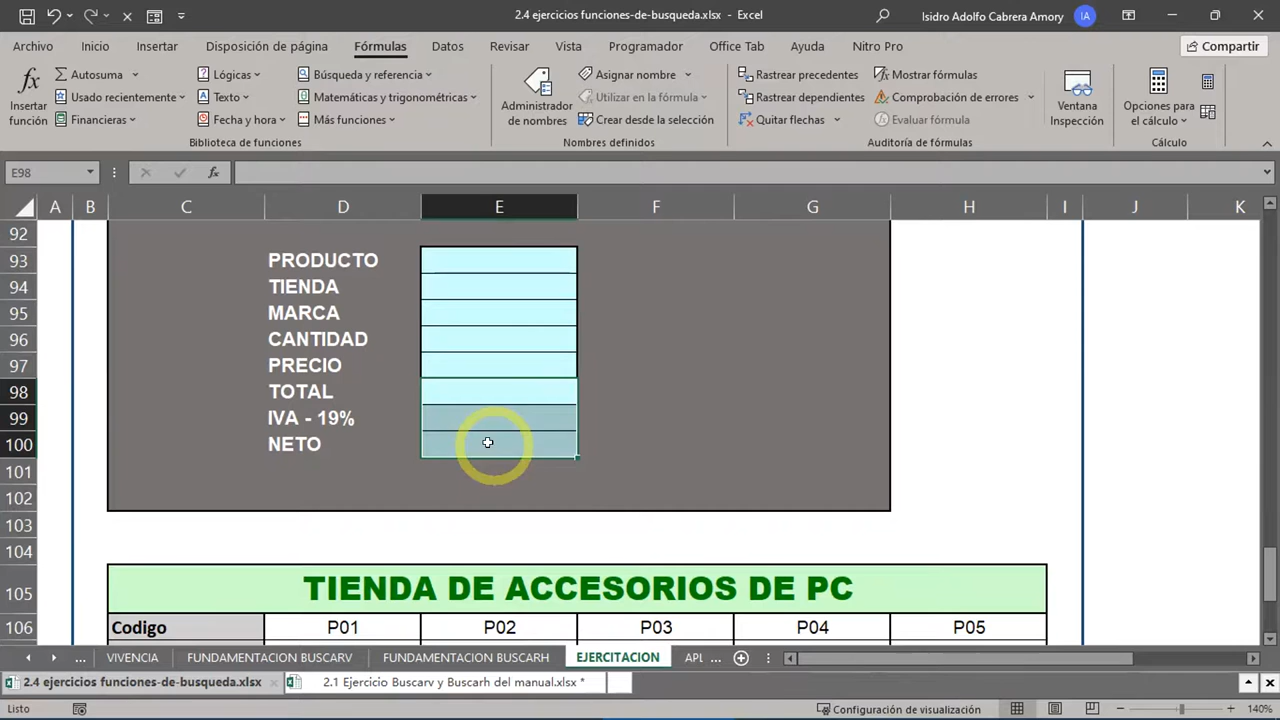 2.4 ejercicios funciones-de-busqueda.xlsx - Excel
Isidro Adolfo Cabrera Amory
IA
Archivo Inicio Insertar Disposición de página Fórmulas Datos Revisar Vista Programador Office Tab Ayuda Nitro Pro Compartir
Insertar función
Autosuma
Usado recientemente
Financieras
Lógicas
Texto
Fecha y hora
Búsqueda y referencia
Matemáticas y trigonométricas
Más funciones
Biblioteca de funciones
Administrador de nombres
Asignar nombre
Utilizar en la fórmula
Crear desde la selección
Nombres definidos
Rastrear precedentes
Rastrear dependientes
Quitar flechas
Mostrar fórmulas
Comprobación de errores
Evaluar fórmula
Auditoría de fórmulas
Ventana Inspección
Opciones para el cálculo
Cálculo
E98
fx
A B C D E F G H I J K
92
93 PRODUCTO
94 TIENDA
95 MARCA
96 CANTIDAD
97 PRECIO
98 TOTAL
99 IVA - 19%
100 NETO
101
102
103
104
105 TIENDA DE ACCESORIOS DE PC
106 Codigo P01 P02 P03 P04 P05
... VIVENCIA FUNDAMENTACION BUSCARV FUNDAMENTACION BUSCARH EJERCITACION APL ...
2.4 ejercicios funciones-de-busqueda.xlsx 2.1 Ejercicio Buscarv y Buscarh del manual.xlsx *
Listo
Configuración de visualización
140%